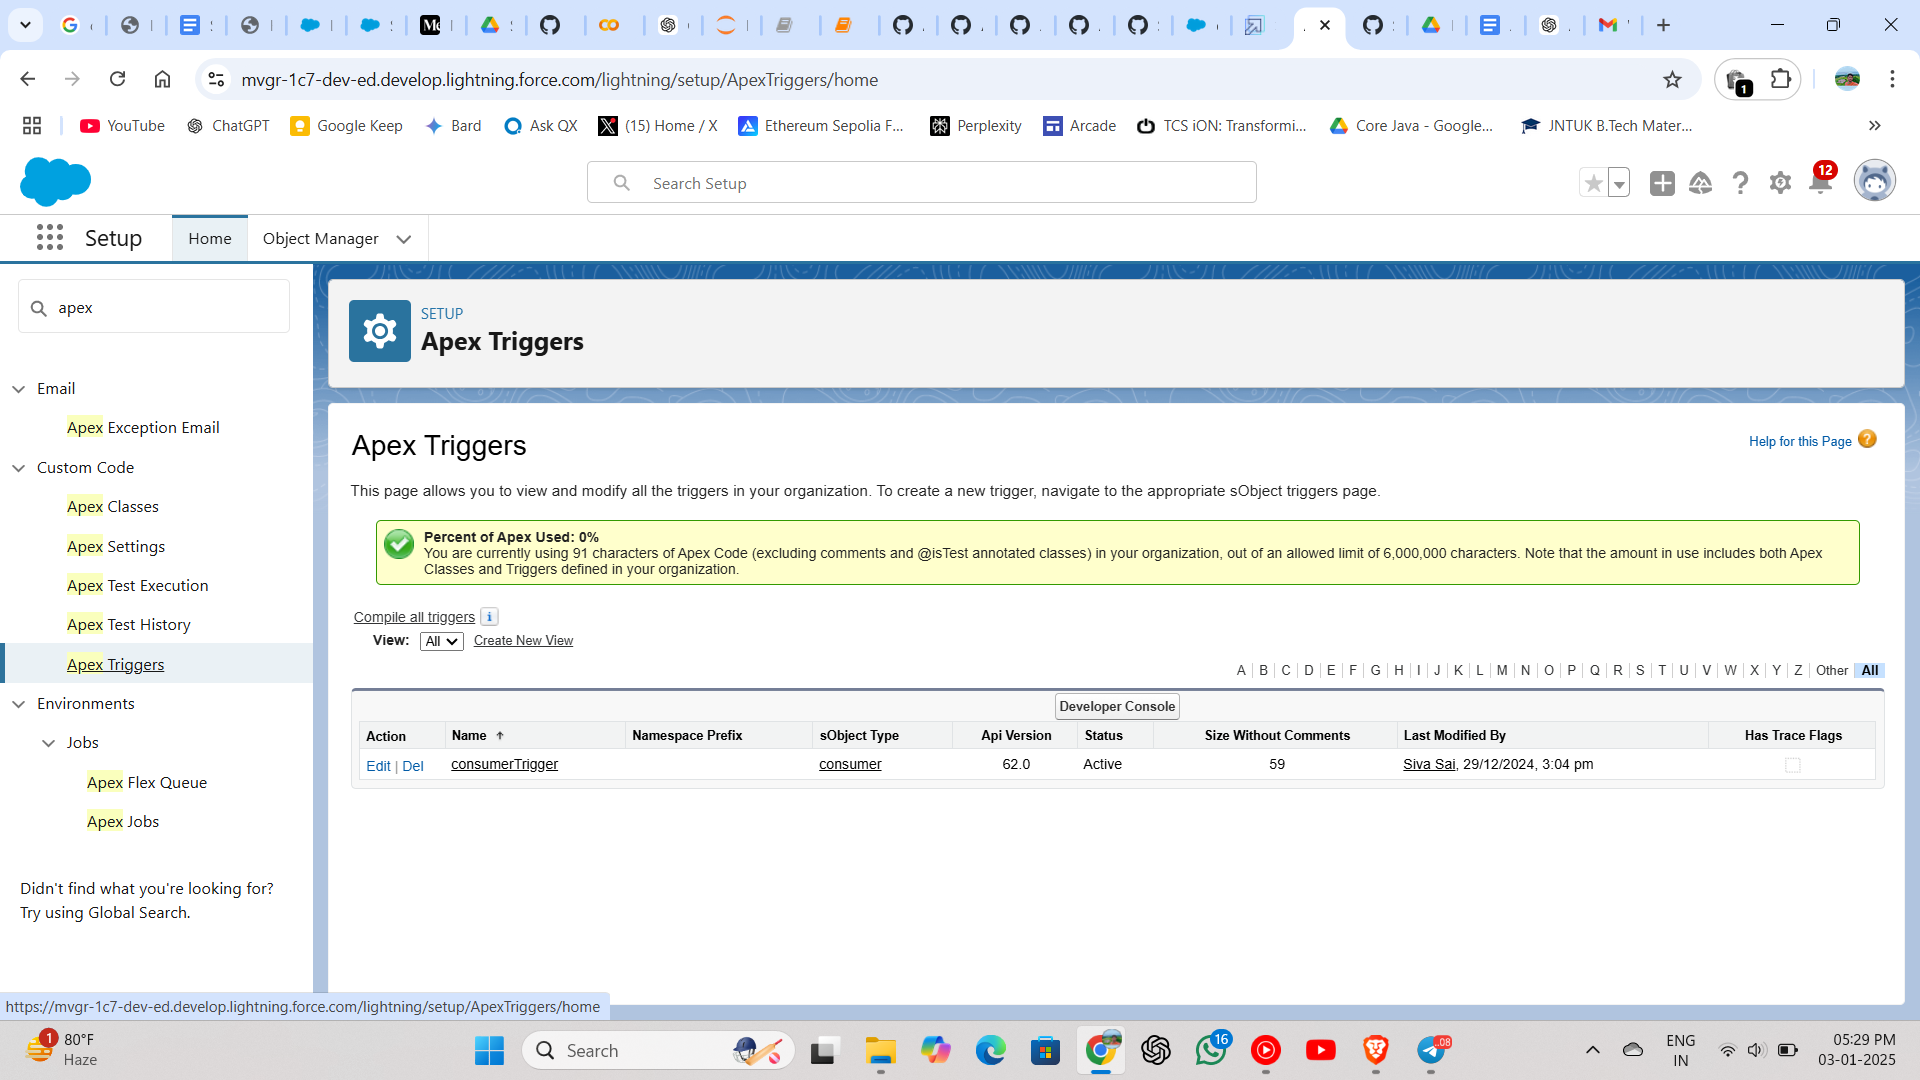 mvgr-1c7-dev-ed.develop.lightning.force.com/lightning/setup/ApexTriggers/home
1
YouTube
ChatGPT
Google Keep
Bard
Ask QX
(15) Home / X
Ethereum Sepolia F...
Perplexity
Arcade
TCS iON: Transformi...
Core Java - Google...
JNTUK B.Tech Mater...
Search Setup
12
Setup
Home
Object Manager
apex
Email
Apex Exception Email
Custom Code
Apex Classes
Apex Settings
Apex Test Execution
Apex Test History
Apex Triggers
Environments
Jobs
Apex Flex Queue
Apex Jobs
Didn't find what you're looking for?
Try using Global Search.
SETUP
Apex Triggers
Apex Triggers
Help for this Page
This page allows you to view and modify all the triggers in your organization. To create a new trigger, navigate to the appropriate sObject triggers page.
Percent of Apex Used: 0%
You are currently using 91 characters of Apex Code (excluding comments and @isTest annotated classes) in your organization, out of an allowed limit of 6,000,000 characters. Note that the amount in use includes both Apex
Classes and Triggers defined in your organization.
Compile all triggers i
View: All Create New View
A | B | C | D | E | F | G | H | I | J | K | L | M | N | O | P | Q | R | S | T | U | V | W | X | Y | Z | Other | All
Developer Console
Action Name Namespace Prefix sObject Type Api Version Status Size Without Comments Last Modified By Has Trace Flags
Edit | Del consumerTrigger consumer 62.0 Active 59 Siva Sai, 29/12/2024, 3:04 pm
https://mvgr-1c7-dev-ed.develop.lightning.force.com/lightning/setup/ApexTriggers/home
1
80°F
Haze
Search
16
.08
ENG
IN
05:29 PM
03-01-2025